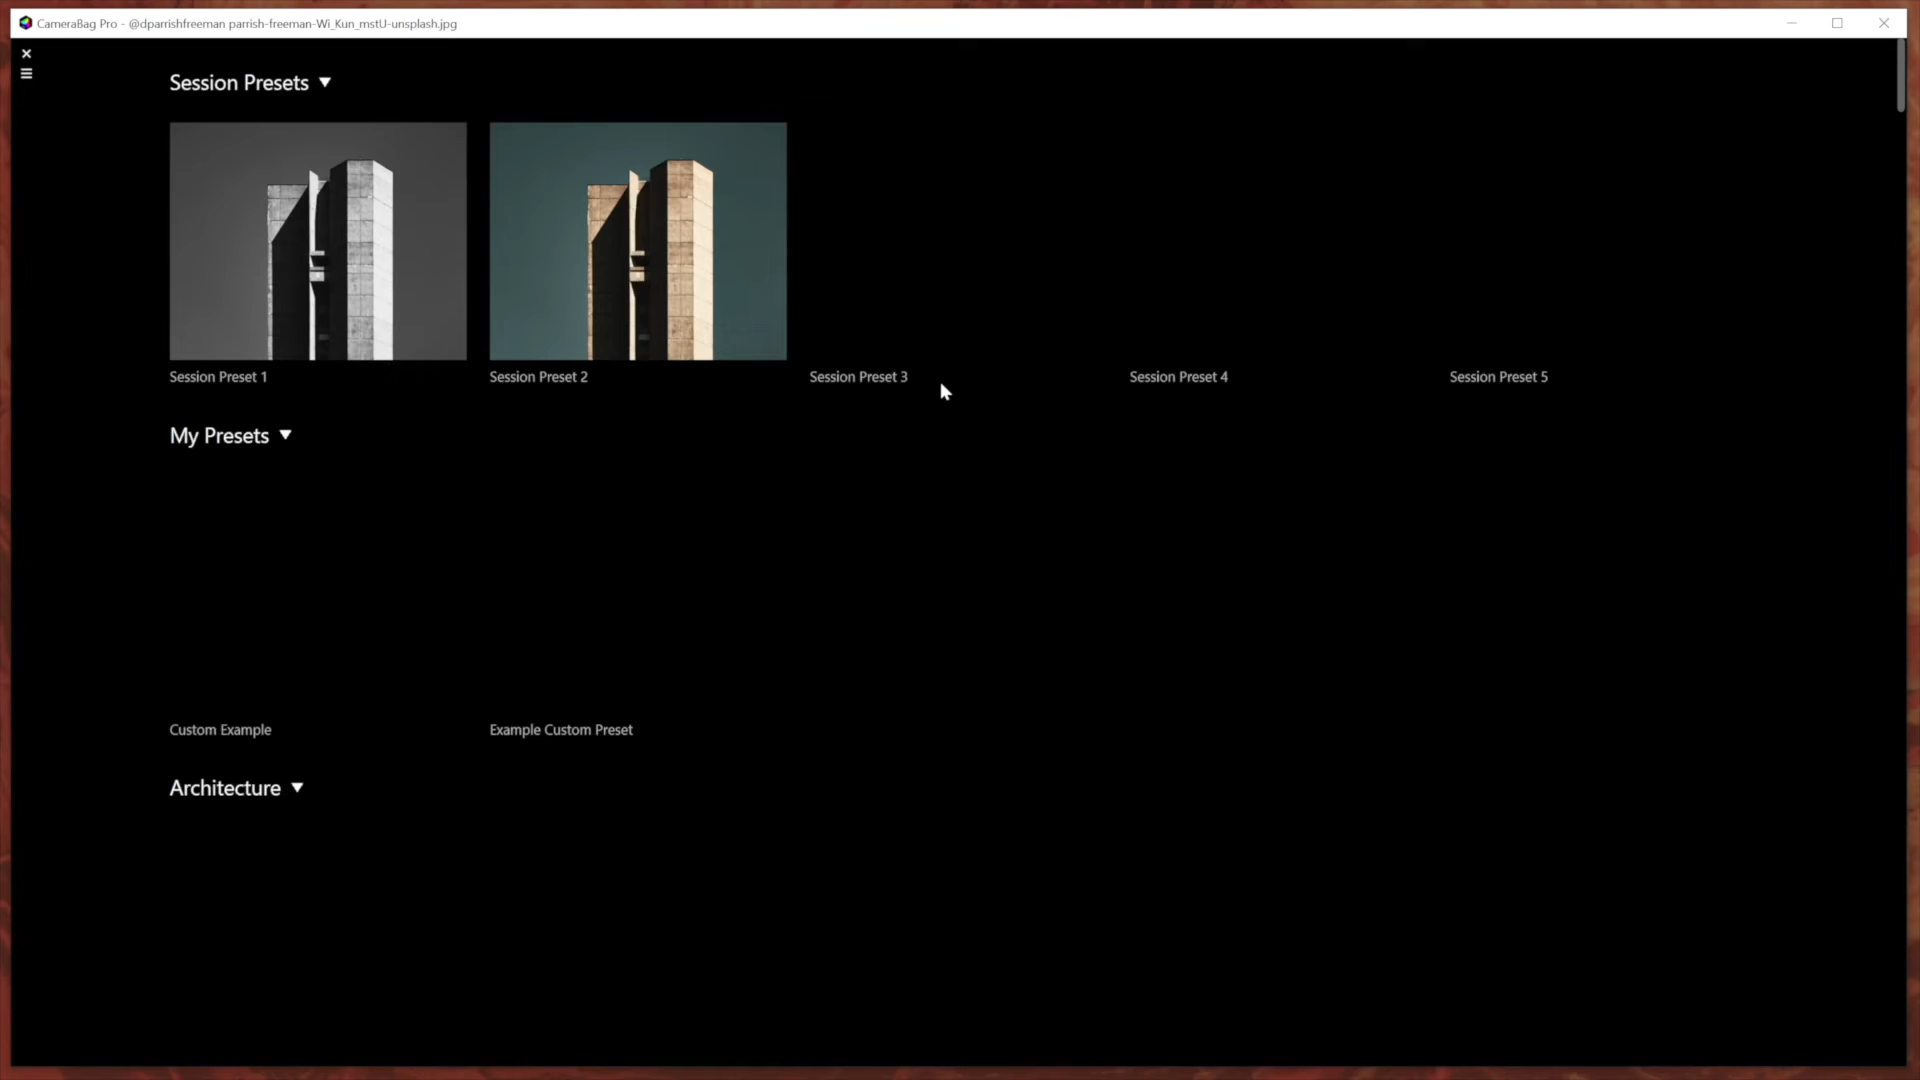 CameraBag Pro - @dparrishfreeman parrish-freeman-Wi_Kun_mstU-unsplash.jpg
Session Presets
Session Preset 1
Session Preset 2
Session Preset 3
Session Preset 4
Session Preset 5
My Presets
Custom Example
Example Custom Preset
Architecture